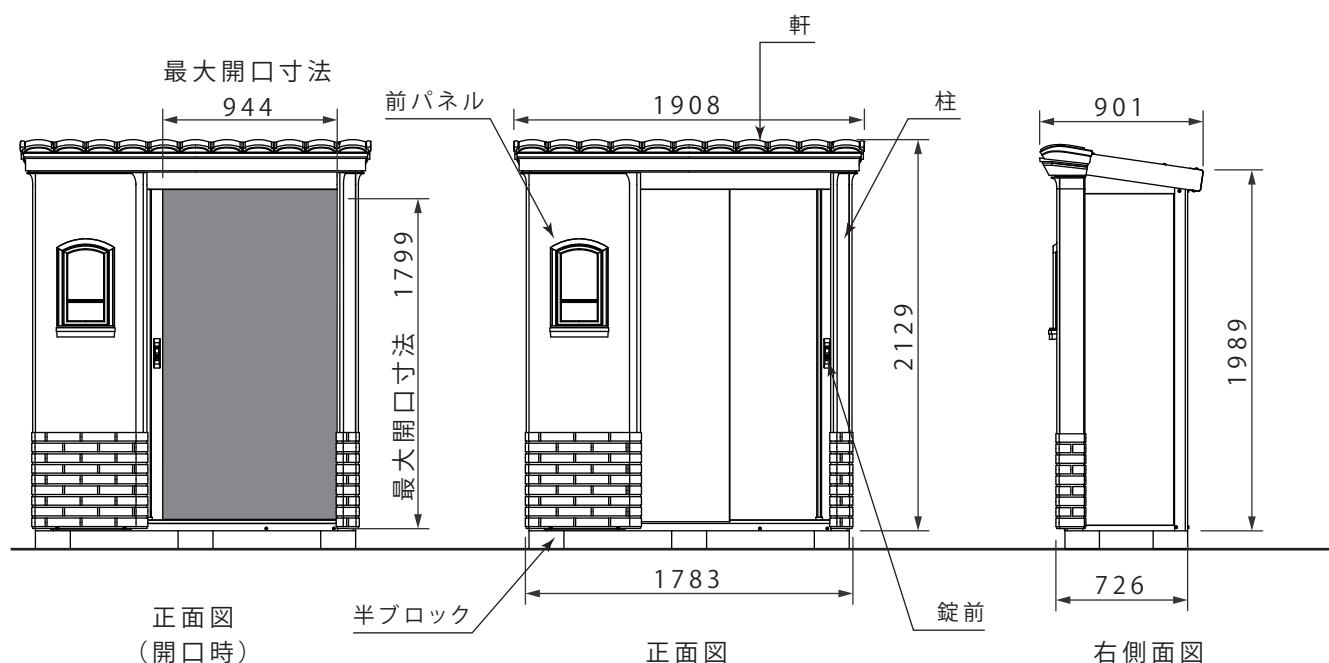 軒
最大開口寸法
944
前パネル
1908
柱
901
最大開口寸法 1799
2129
1989
1783
726
半ブロック
錠前
正面図
(開口時)
正面図
右側面図